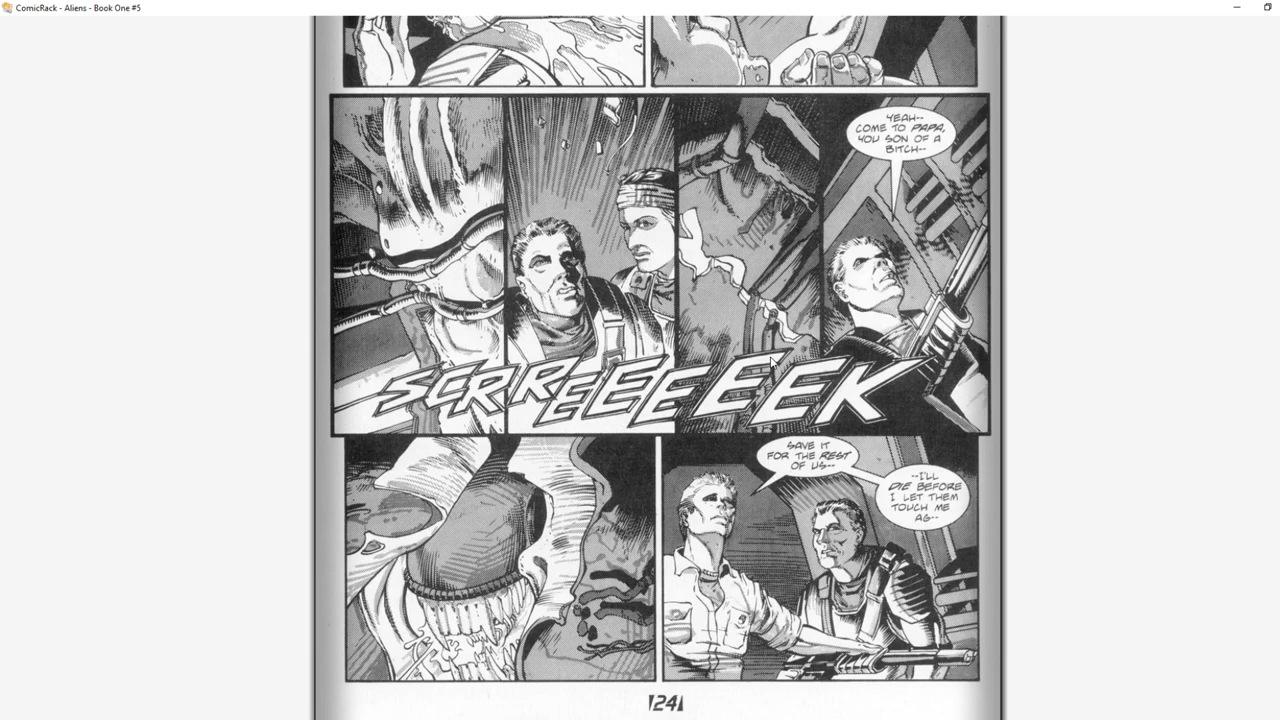 ComicRack - Aliens - Book One #5
YEAH--
COME TO PAPA,
YOU SON OF A
BITCH--
SCRREEEEEEK
SAVE IT
FOR THE REST
OF US--
--I'LL
DIE BEFORE
I LET THEM
TOUCH ME
AG--
124